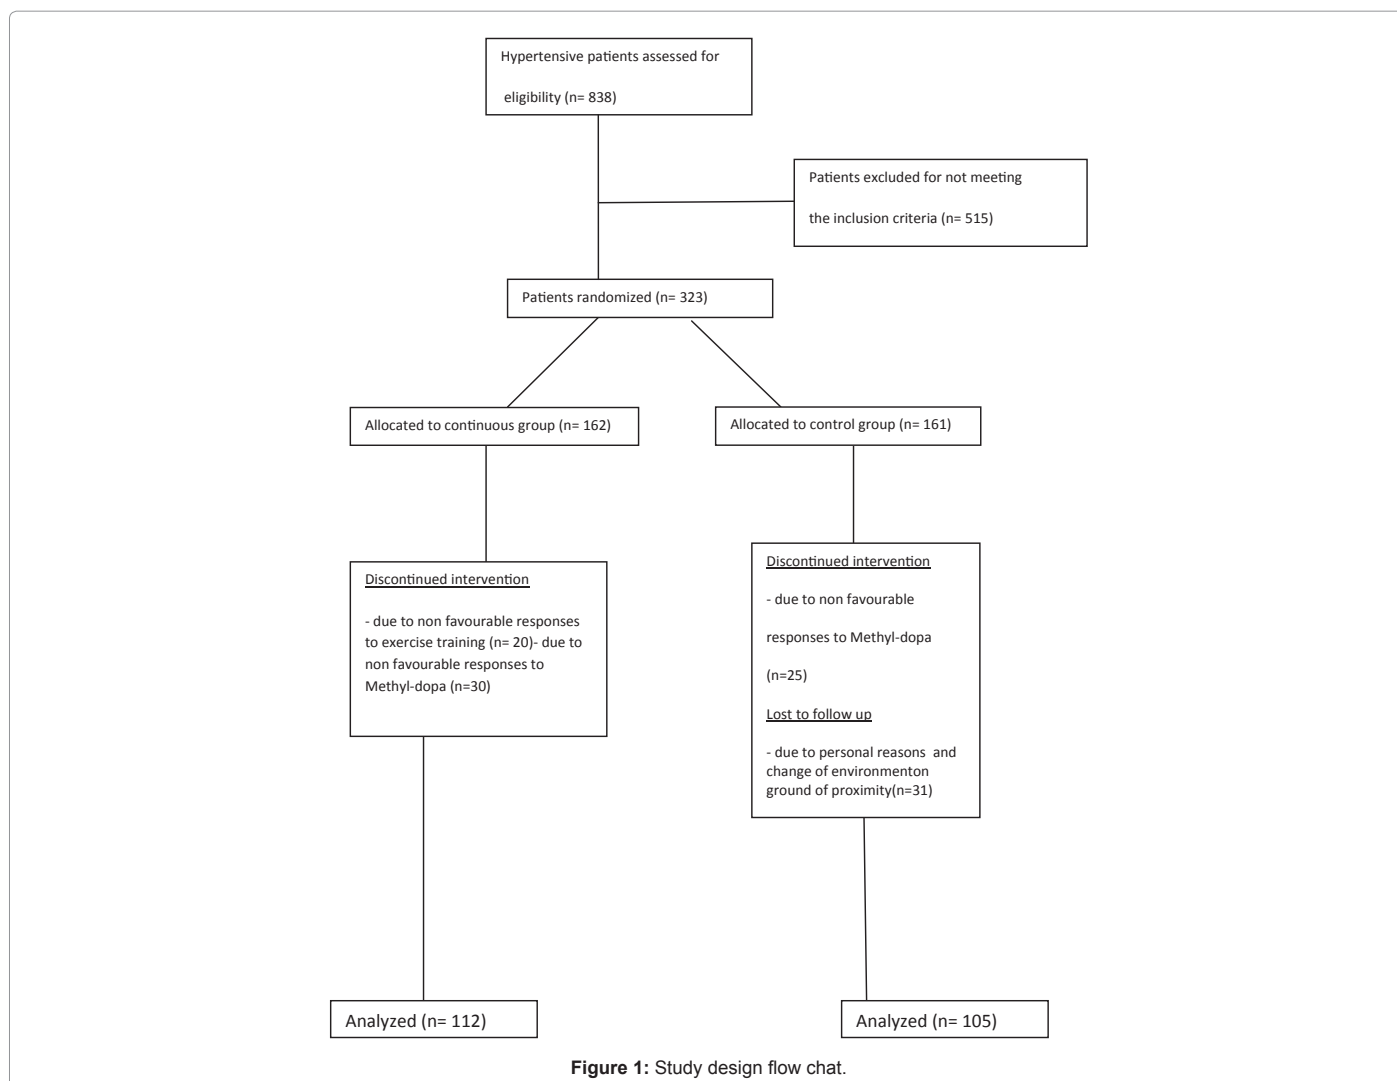 Hypertensive patients assessed for
eligibility (n= 838)
Patients excluded for not meeting
the inclusion criteria (n= 515)
Patients randomized (n= 323)
Allocated to continuous group (n= 162)
Allocated to control group (n= 161)
Discontinued intervention
- due to non favourable responses
to exercise training (n= 20)- due to
non favourable responses to
Methyl-dopa (n=30)
Discontinued intervention
- due to non favourable
responses to Methyl-dopa
(n=25)
Lost to follow up
- due to personal reasons and
change of environmenton
ground of proximity(n=31)
Analyzed (n= 112)
Analyzed (n= 105)
Figure 1: Study design flow chat.